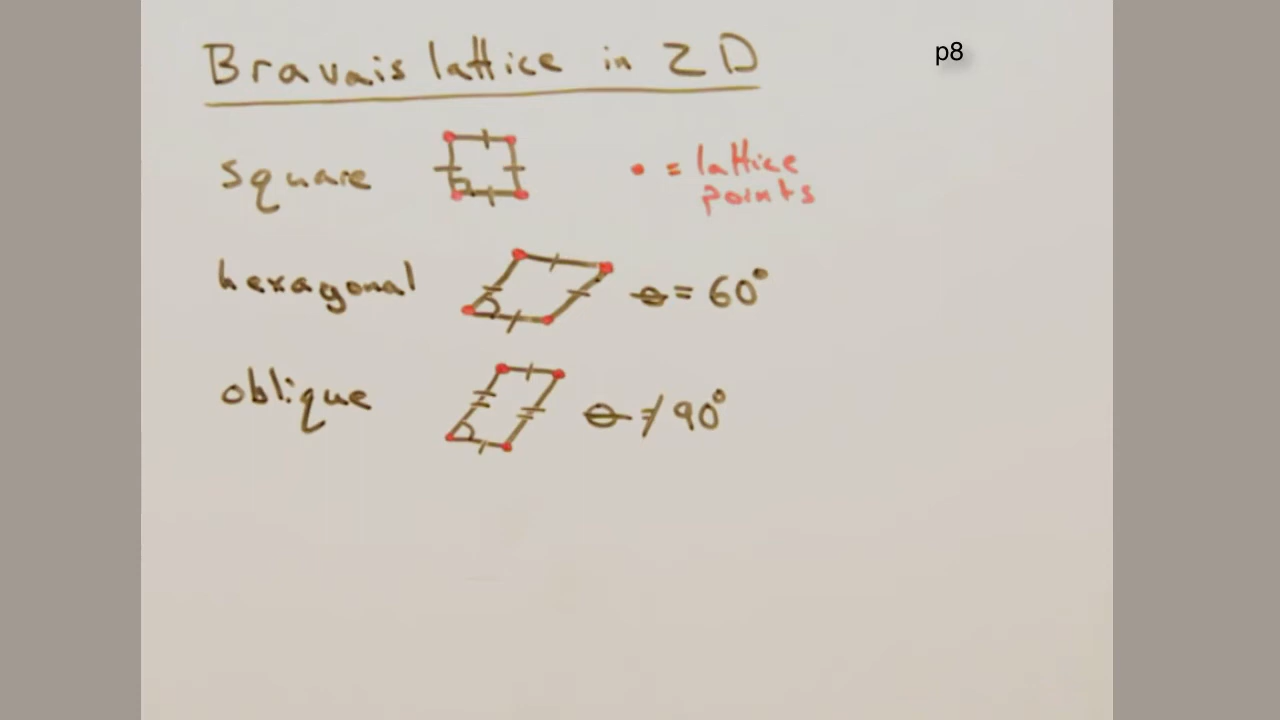 Bravais lattice in 2D
p8
square
• = lattice
points
hexagonal
θ = 60°
oblique
θ ≠ 90°